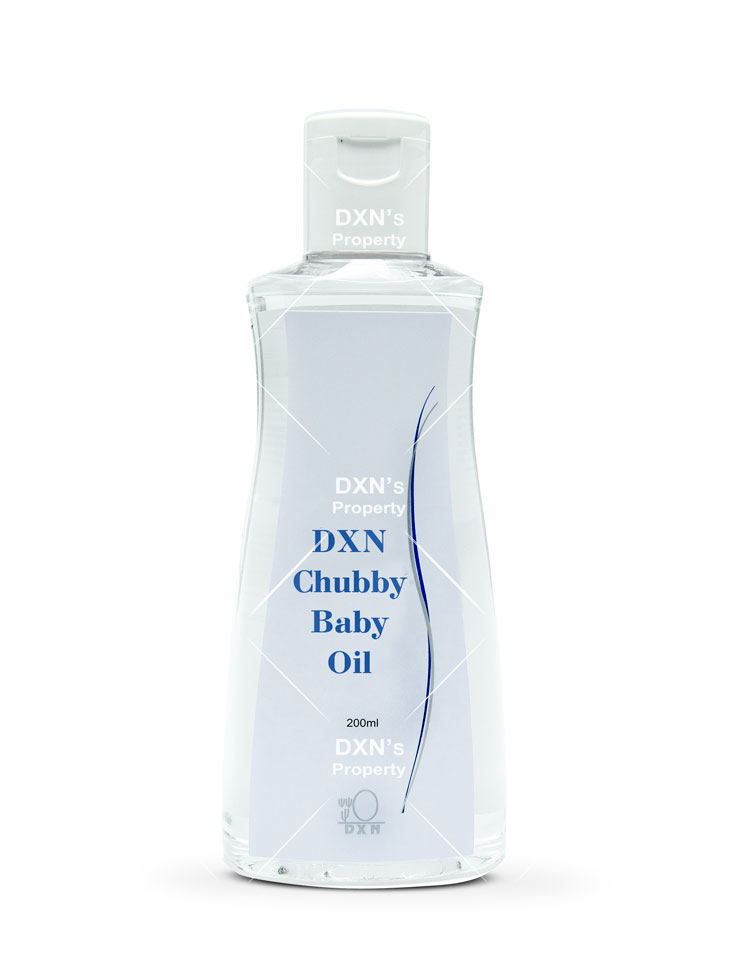 DXN's
Property
DXN's
Property
DXN
Chubby
Baby
Oil
200ml
DXN's
Property
DXN